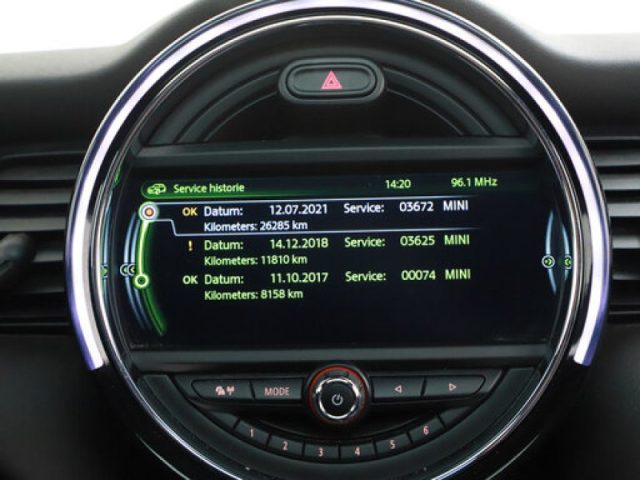 Service historie 14:20 96.1 MHz
OK Datum: 12.07.2021 Service: 03672 MINI
Kilometers: 26285 km
! Datum: 14.12.2018 Service: 03625 MINI
Kilometers: 11810 km
OK Datum: 11.10.2017 Service: 00074 MINI
Kilometers: 8158 km
MODE
1 2 3 4 5 6